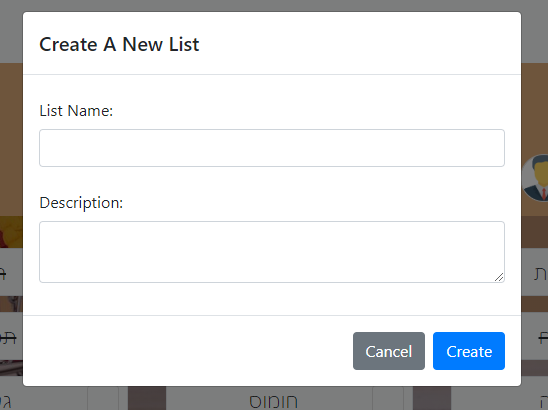 Create A New List
List Name:
Description:
Cancel
Create
חומוס